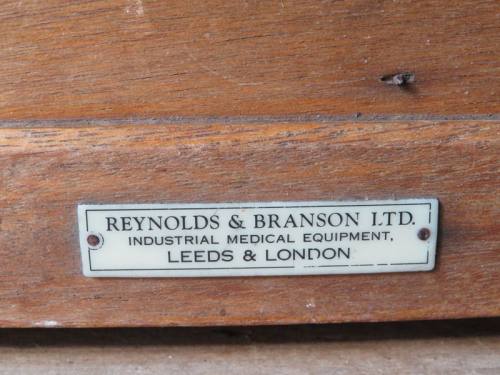 REYNOLDS & BRANSON LTD.
INDUSTRIAL MEDICAL EQUIPMENT,
LEEDS & LONDON